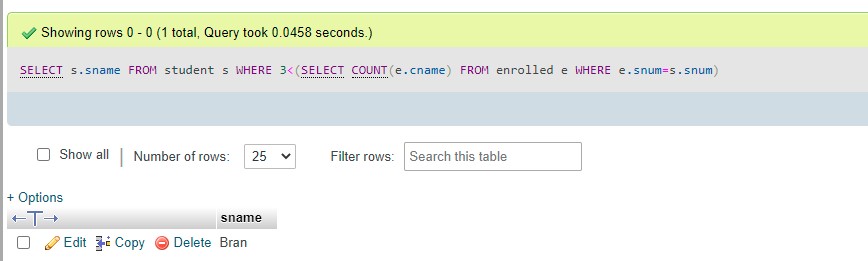 Showing rows 0 - 0 (1 total, Query took 0.0458 seconds.)
SELECT s.sname FROM student s WHERE 3<(SELECT COUNT(e.cname) FROM enrolled e WHERE e.snum=s.snum)
Show all | Number of rows: 25 Filter rows: Search this table
+ Options
←T→ sname
Edit Copy Delete Bran